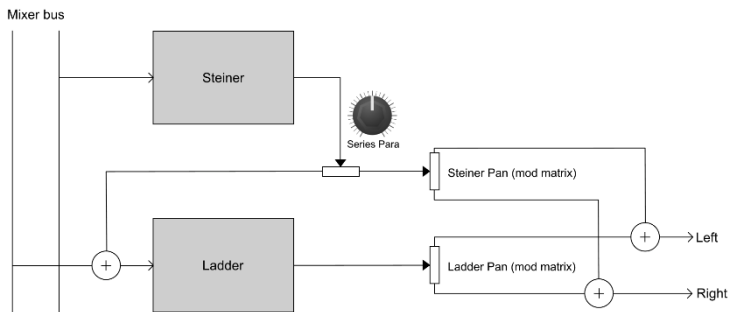 Mixer bus
Steiner
Series Para
Steiner Pan (mod matrix)
Left
Ladder
Ladder Pan (mod matrix)
Right